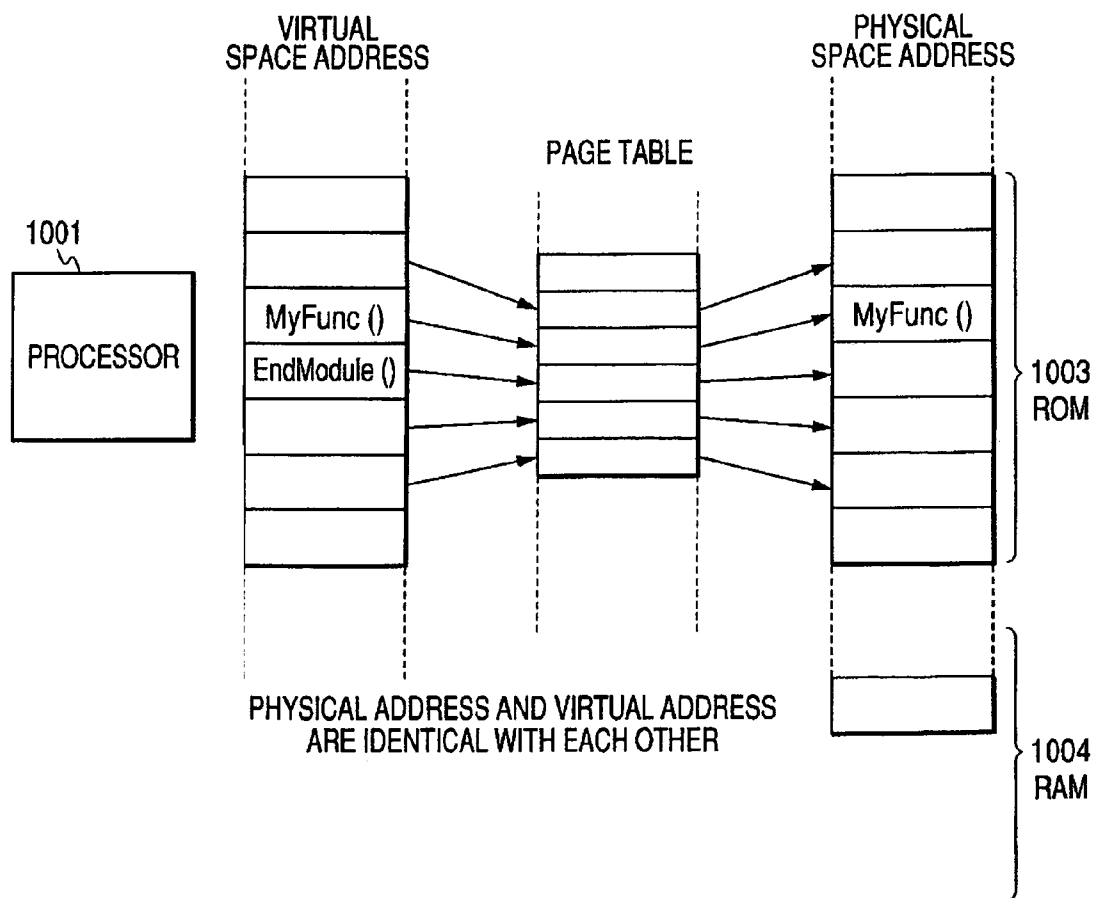 VIRTUAL
SPACE ADDRESS
PHYSICAL
SPACE ADDRESS
PAGE TABLE
1001
PROCESSOR
MyFunc ()
EndModule ()
MyFunc ()
1003
ROM
PHYSICAL ADDRESS AND VIRTUAL ADDRESS
ARE IDENTICAL WITH EACH OTHER
1004
RAM